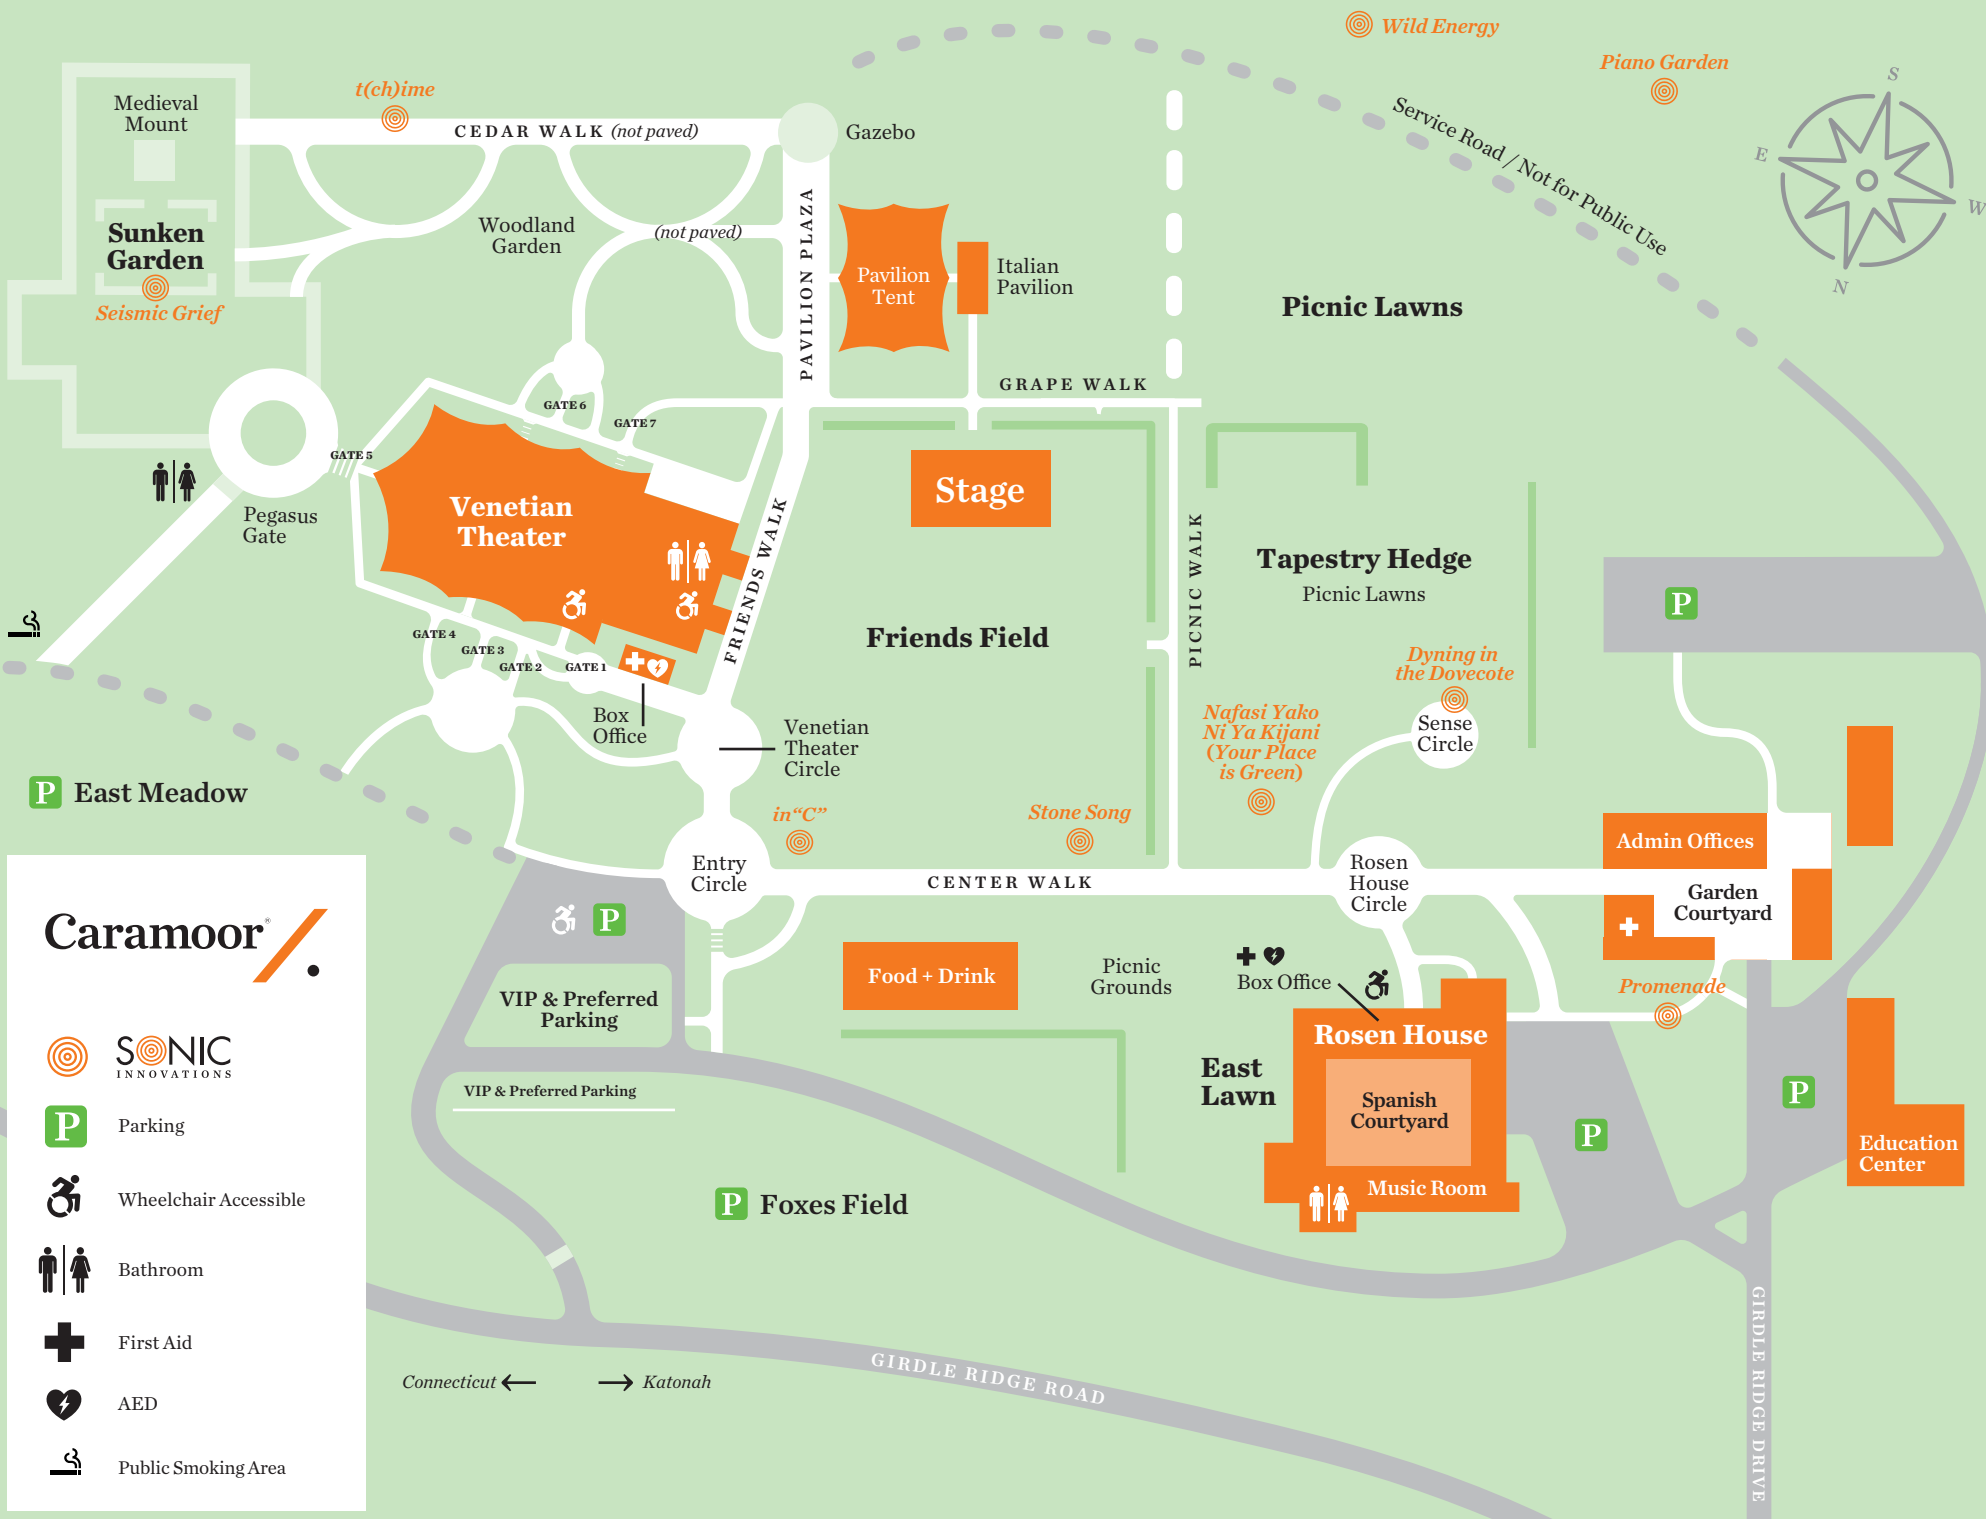 Wild Energy
Piano Garden
S
E
W
N
Service Road / Not for Public Use
t(ch)ime
Medieval
Mount
CEDAR WALK (not paved)
Gazebo
Woodland
Garden
(not paved)
PAVILION PLAZA
Sunken
Garden
Seismic Grief
Pavilion
Tent
Italian
Pavilion
Picnic Lawns
GRAPE WALK
GATE 6
GATE 7
GATE 5
Pegasus
Gate
Venetian
Theater
FRIENDS WALK
Stage
PICNIC WALK
Tapestry Hedge
Picnic Lawns
P
Friends Field
GATE 4
GATE 3
GATE 2
GATE 1
Box
Office
Venetian
Theater
Circle
Dyning in
the Dovecote
Sense
Circle
Nafasi Yako
Ni Ya Kijani
(Your Place
is Green)
P East Meadow
in“C”
Stone Song
Entry
Circle
CENTER WALK
Rosen
House
Circle
Admin Offices
Garden
Courtyard
P
VIP & Preferred
Parking
VIP & Preferred Parking
Food + Drink
Picnic
Grounds
Box Office
Promenade
Rosen House
East
Lawn
Spanish
Courtyard
Music Room
P
P
Education
Center
P Foxes Field
Connecticut
Katonah
GIRDLE RIDGE ROAD
GIRDLE RIDGE DRIVE
Caramoor®
SONIC
INNOVATIONS
P Parking
Wheelchair Accessible
Bathroom
First Aid
AED
Public Smoking Area